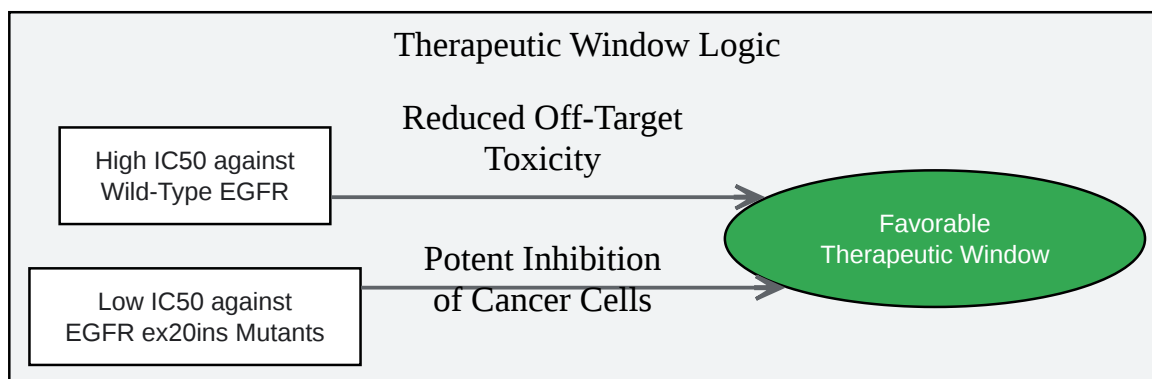 Therapeutic Window Logic
Reduced Off-Target
Toxicity
High IC50 against
Wild-Type EGFR
Favorable
Therapeutic Window
Potent Inhibition
of Cancer Cells
Low IC50 against
EGFR ex20ins Mutants